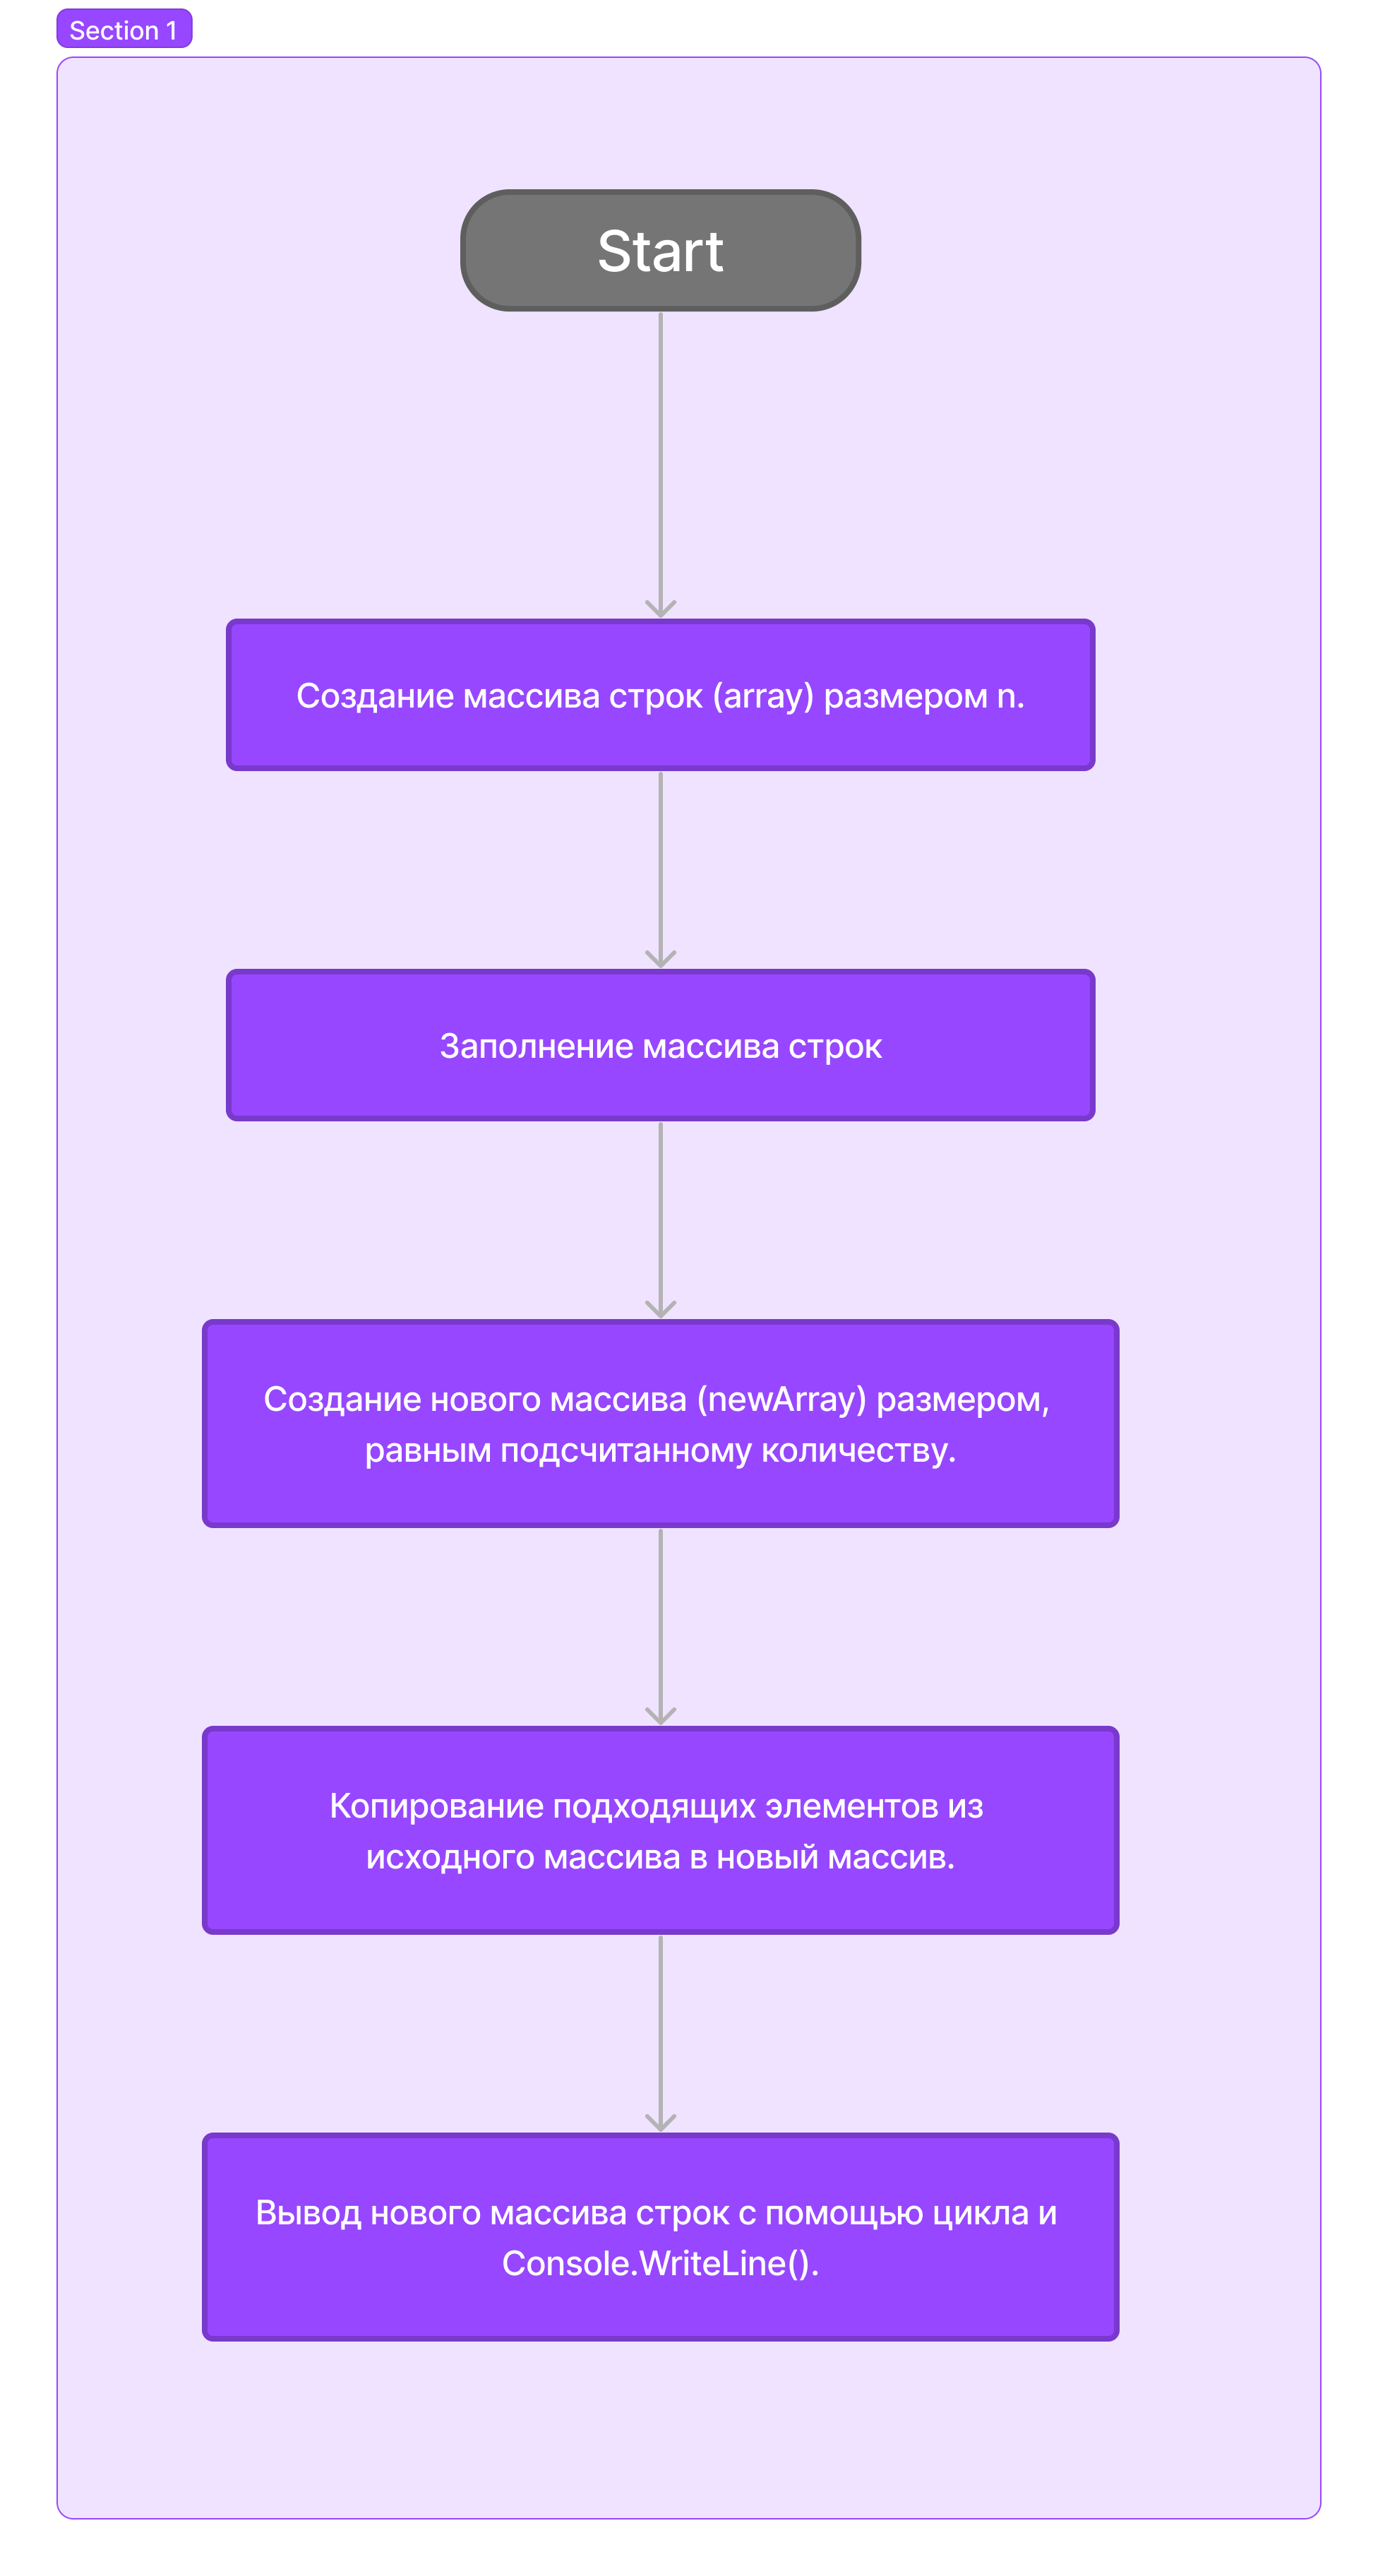 Section 1
Start
Создание массива строк (array) размером n.
Заполнение массива строк
Создание нового массива (newArray) размером,
равным подсчитанному количеству.
Копирование подходящих элементов из
исходного массива в новый массив.
Вывод нового массива строк с помощью цикла и
Console.WriteLine().